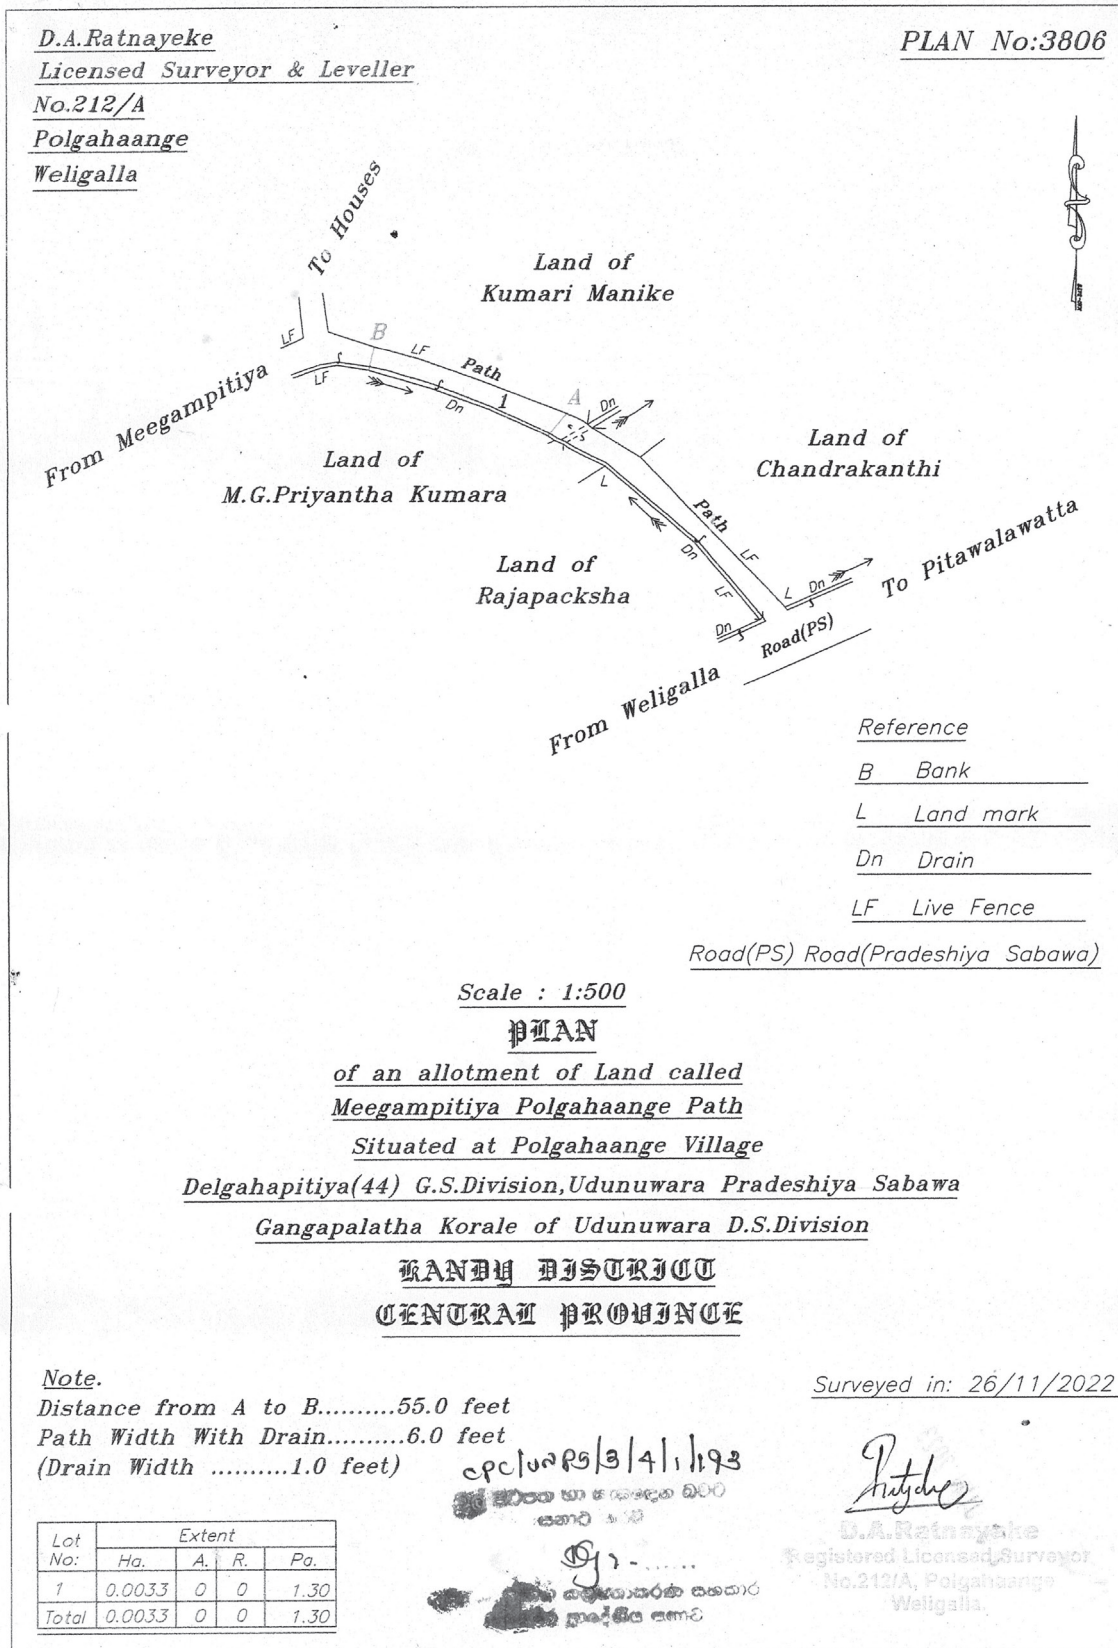 D.A.Ratnayeke
Licensed Surveyor & Leveller
No.212/A
Polgahaange
Weligalla
PLAN No:3806
To Houses
Land of
Kumari Manike
LF
B
LF
Path
From Meegampitiya
LF
Dn
1
A
Dn
Land of
M.G.Priyantha Kumara
L
Land of
Chandrakanthi
Path
Dn
LF
Land of
Rajapacksha
LF
L
Dn
To Pitawalawatta
Dn
Road(PS)
From Weligalla
Reference
B Bank
L Land mark
Dn Drain
LF Live Fence
Road(PS) Road(Pradeshiya Sabawa)
Scale : 1:500
PLAN
of an allotment of Land called
Meegampitiya Polgahaange Path
Situated at Polgahaange Village
Delgahapitiya(44) G.S.Division,Udunuwara Pradeshiya Sabawa
Gangapalatha Korale of Udunuwara D.S.Division
KANDY DISTRICT
CENTRAL PROVINCE
Note.
Distance from A to B..........55.0 feet
Path Width With Drain..........6.0 feet
(Drain Width ..........1.0 feet)
Surveyed in: 26/11/2022
Lot No: Extent
Ha. A. R. Pa.
1 0.0033 0 0 1.30
Total 0.0033 0 0 1.30
D.A.Ratnayake
Registered Licensed Surveyor
No.212/A, Polgahaange
Weligalla.